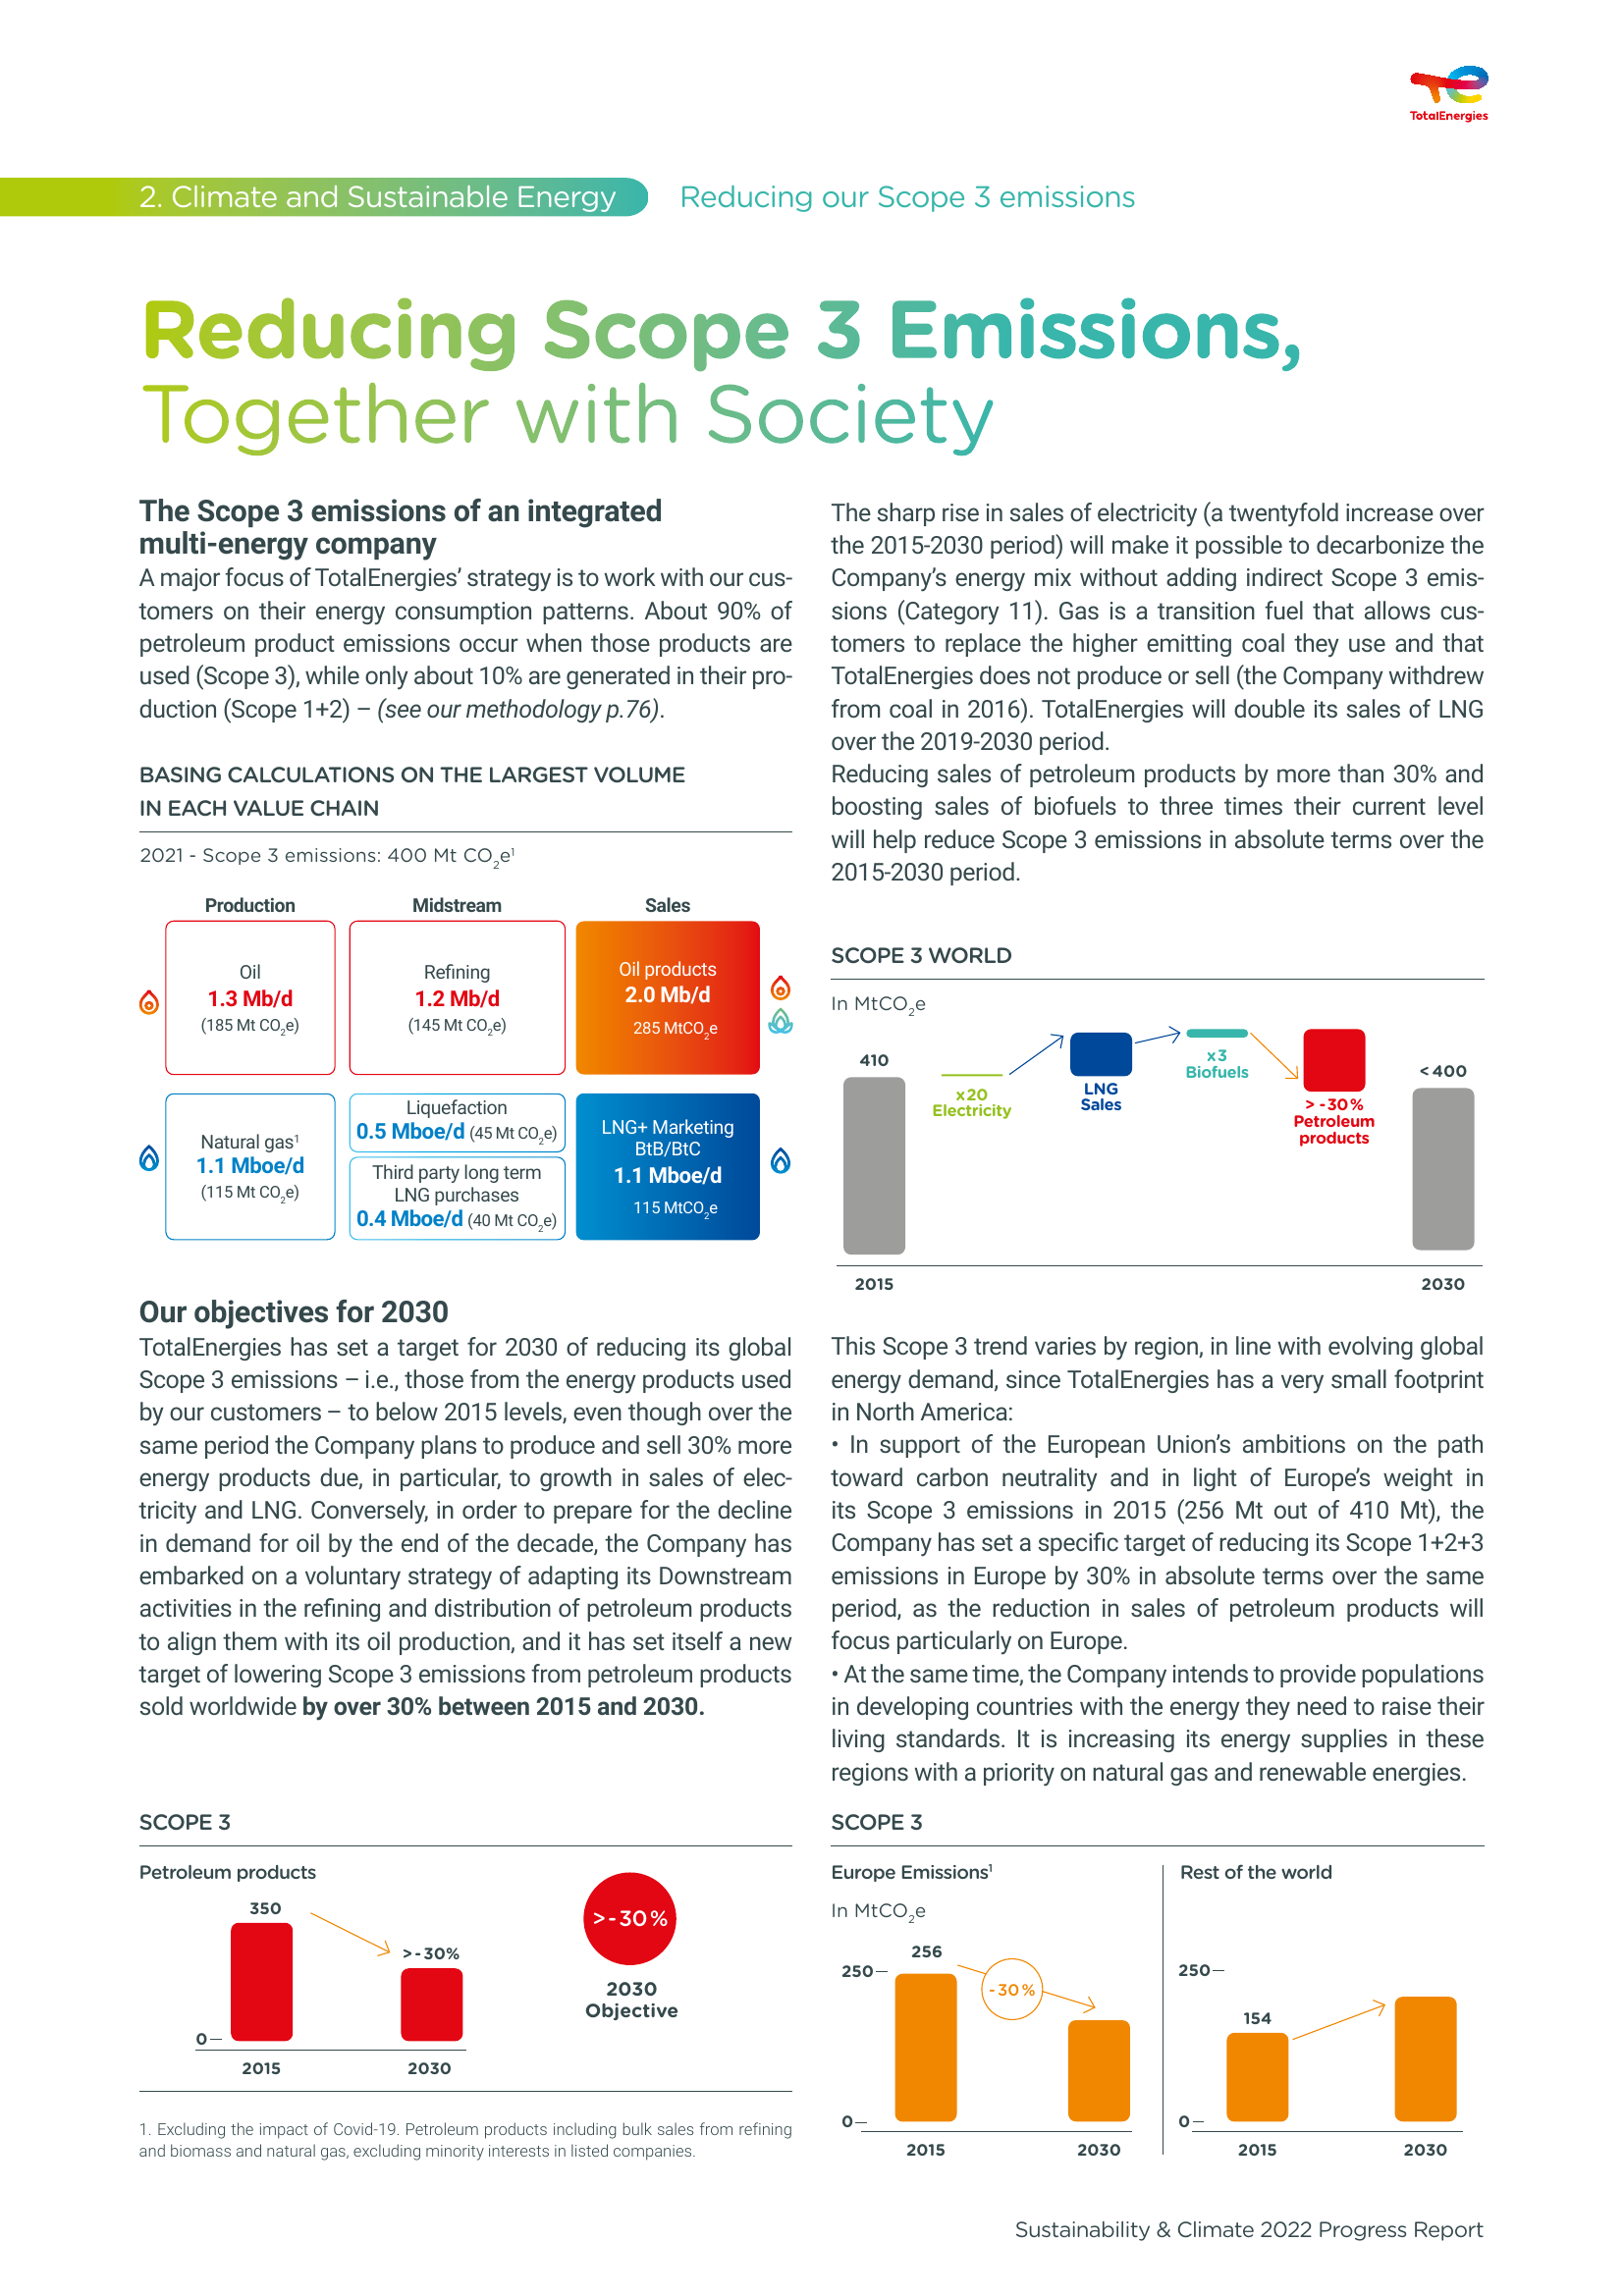 TotalEnergies
2. Climate and Sustainable Energy
Reducing our Scope 3 emissions
Reducing Scope 3 Emissions,
Together with Society
The Scope 3 emissions of an integrated
multi-energy company
A major focus of TotalEnergies’ strategy is to work with our cus-
tomers on their energy consumption patterns. About 90% of
petroleum product emissions occur when those products are
used (Scope 3), while only about 10% are generated in their pro-
duction (Scope 1+2) – (see our methodology p.76).
BASING CALCULATIONS ON THE LARGEST VOLUME
IN EACH VALUE CHAIN
2021 - Scope 3 emissions: 400 Mt CO₂e¹
Production
Midstream
Sales
Oil
1.3 Mb/d
(185 Mt CO₂e)
Refining
1.2 Mb/d
(145 Mt CO₂e)
Oil products
2.0 Mb/d
285 MtCO₂e
Natural gas¹
1.1 Mboe/d
(115 Mt CO₂e)
Liquefaction
0.5 Mboe/d (45 Mt CO₂e)
Third party long term
LNG purchases
0.4 Mboe/d (40 Mt CO₂e)
LNG+ Marketing
BtB/BtC
1.1 Mboe/d
115 MtCO₂e
Our objectives for 2030
TotalEnergies has set a target for 2030 of reducing its global
Scope 3 emissions – i.e., those from the energy products used
by our customers – to below 2015 levels, even though over the
same period the Company plans to produce and sell 30% more
energy products due, in particular, to growth in sales of elec-
tricity and LNG. Conversely, in order to prepare for the decline
in demand for oil by the end of the decade, the Company has
embarked on a voluntary strategy of adapting its Downstream
activities in the refining and distribution of petroleum products
to align them with its oil production, and it has set itself a new
target of lowering Scope 3 emissions from petroleum products
sold worldwide by over 30% between 2015 and 2030.
SCOPE 3
Petroleum products
350
>-30%
0
2015
2030
>-30%
2030
Objective
1. Excluding the impact of Covid-19. Petroleum products including bulk sales from refining
and biomass and natural gas, excluding minority interests in listed companies.
The sharp rise in sales of electricity (a twentyfold increase over
the 2015-2030 period) will make it possible to decarbonize the
Company’s energy mix without adding indirect Scope 3 emis-
sions (Category 11). Gas is a transition fuel that allows cus-
tomers to replace the higher emitting coal they use and that
TotalEnergies does not produce or sell (the Company withdrew
from coal in 2016). TotalEnergies will double its sales of LNG
over the 2019-2030 period.
Reducing sales of petroleum products by more than 30% and
boosting sales of biofuels to three times their current level
will help reduce Scope 3 emissions in absolute terms over the
2015-2030 period.
SCOPE 3 WORLD
In MtCO₂e
410
x20
Electricity
LNG
Sales
x3
Biofuels
> -30%
Petroleum
products
<400
2015
2030
This Scope 3 trend varies by region, in line with evolving global
energy demand, since TotalEnergies has a very small footprint
in North America:
• In support of the European Union’s ambitions on the path
toward carbon neutrality and in light of Europe’s weight in
its Scope 3 emissions in 2015 (256 Mt out of 410 Mt), the
Company has set a specific target of reducing its Scope 1+2+3
emissions in Europe by 30% in absolute terms over the same
period, as the reduction in sales of petroleum products will
focus particularly on Europe.
• At the same time, the Company intends to provide populations
in developing countries with the energy they need to raise their
living standards. It is increasing its energy supplies in these
regions with a priority on natural gas and renewable energies.
SCOPE 3
Europe Emissions¹
In MtCO₂e
256
250
-30%
0
2015
2030
Rest of the world
250
154
0
2015
2030
Sustainability & Climate 2022 Progress Report